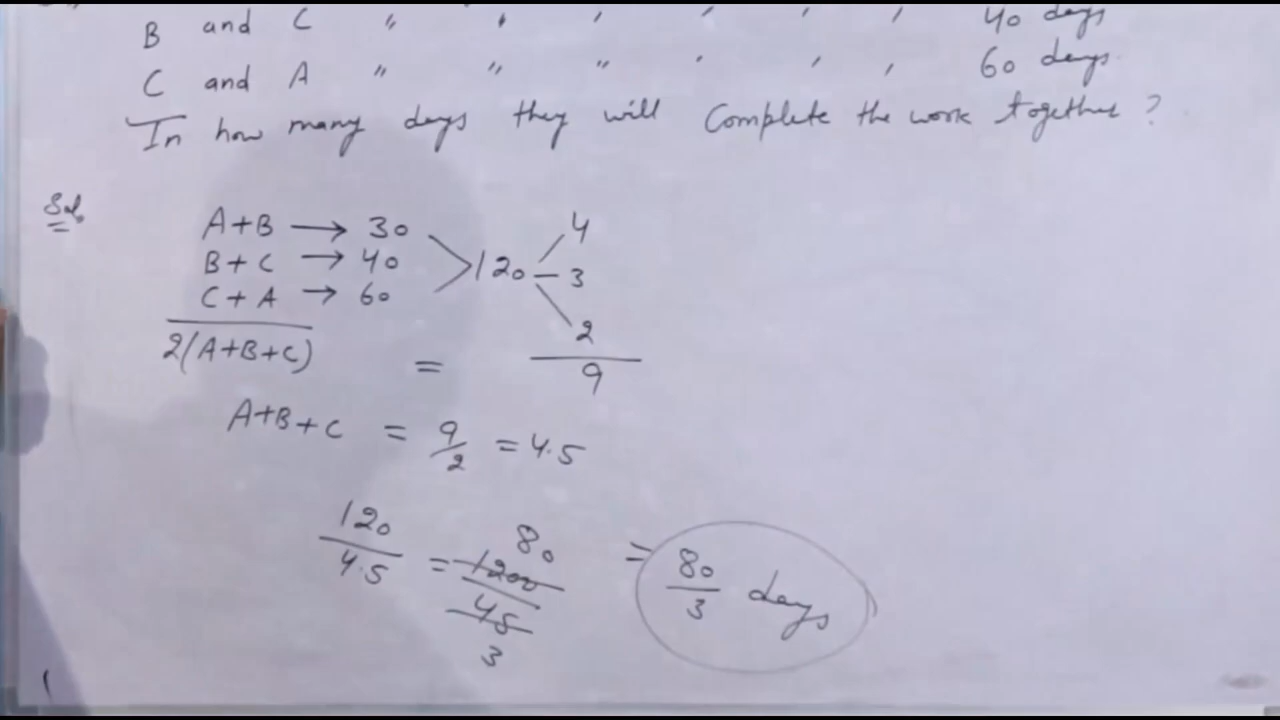 B and C " " " " " " 40 days
C and A " " " " " " 60 days
In how many days they will Complete the work together ?
Sol.
A+B → 30
B+C → 40
C+A → 60
120
4
3
2
2(A+B+C) = 9
A+B+C = 9/2 = 4.5
120/4.5 = 1200/45 = 80/3 days
80
3